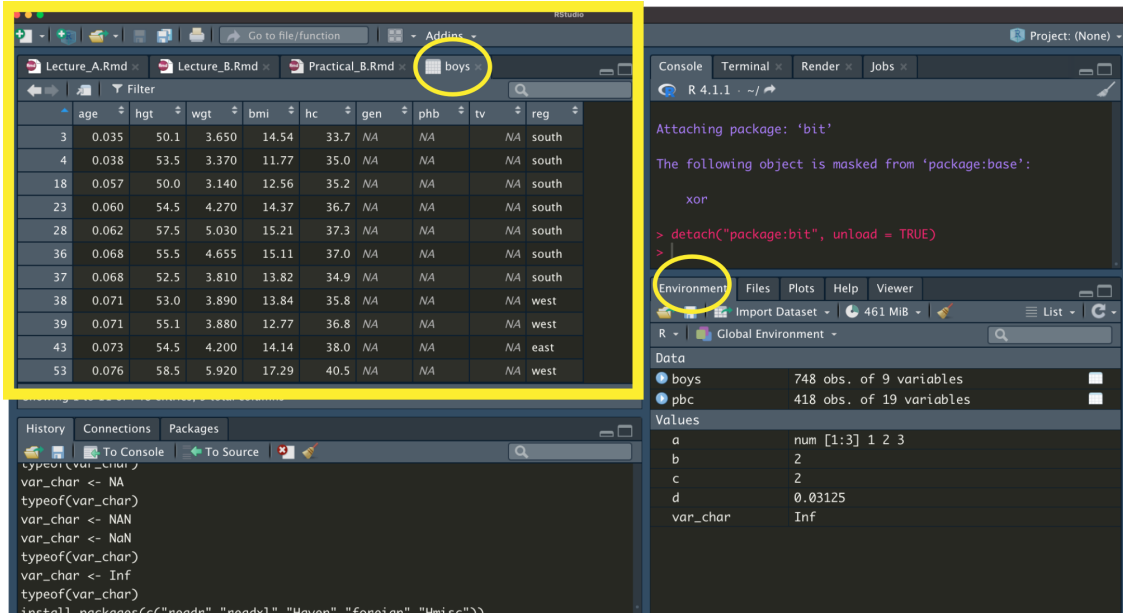 RStudio
Go to file/function
Addins
Project: (None)
Lecture_A.Rmd
Lecture_B.Rmd
Practical_B.Rmd
boys
Filter
age hgt wgt bmi hc gen phb tv reg
3 0.035 50.1 3.650 14.54 33.7 NA NA NA south
4 0.038 53.5 3.370 11.77 35.0 NA NA NA south
18 0.057 50.0 3.140 12.56 35.2 NA NA NA south
23 0.060 54.5 4.270 14.37 36.7 NA NA NA south
28 0.062 57.5 5.030 15.21 37.3 NA NA NA south
36 0.068 55.5 4.655 15.11 37.0 NA NA NA south
37 0.068 52.5 3.810 13.82 34.9 NA NA NA south
38 0.071 53.0 3.890 13.84 35.8 NA NA NA west
39 0.071 55.1 3.880 12.77 36.8 NA NA NA west
43 0.073 54.5 4.200 14.14 38.0 NA NA NA east
53 0.076 58.5 5.920 17.29 40.5 NA NA NA west
History Connections Packages
To Console To Source
typeof(var_char)
var_char <- NA
typeof(var_char)
var_char <- NAN
var_char <- NaN
typeof(var_char)
var_char <- Inf
typeof(var_char)
install.packages(c("readr" "readxl" "Haven" "foreign" "Hmisc"))
Console Terminal Render Jobs
R 4.1.1 · ~/
Attaching package: ‘bit’
The following object is masked from ‘package:base’:
xor
> detach("package:bit", unload = TRUE)
>
Environment Files Plots Help Viewer
Import Dataset 461 MiB List
R Global Environment
Data
boys 748 obs. of 9 variables
pbc 418 obs. of 19 variables
Values
a num [1:3] 1 2 3
b 2
c 2
d 0.03125
var_char Inf